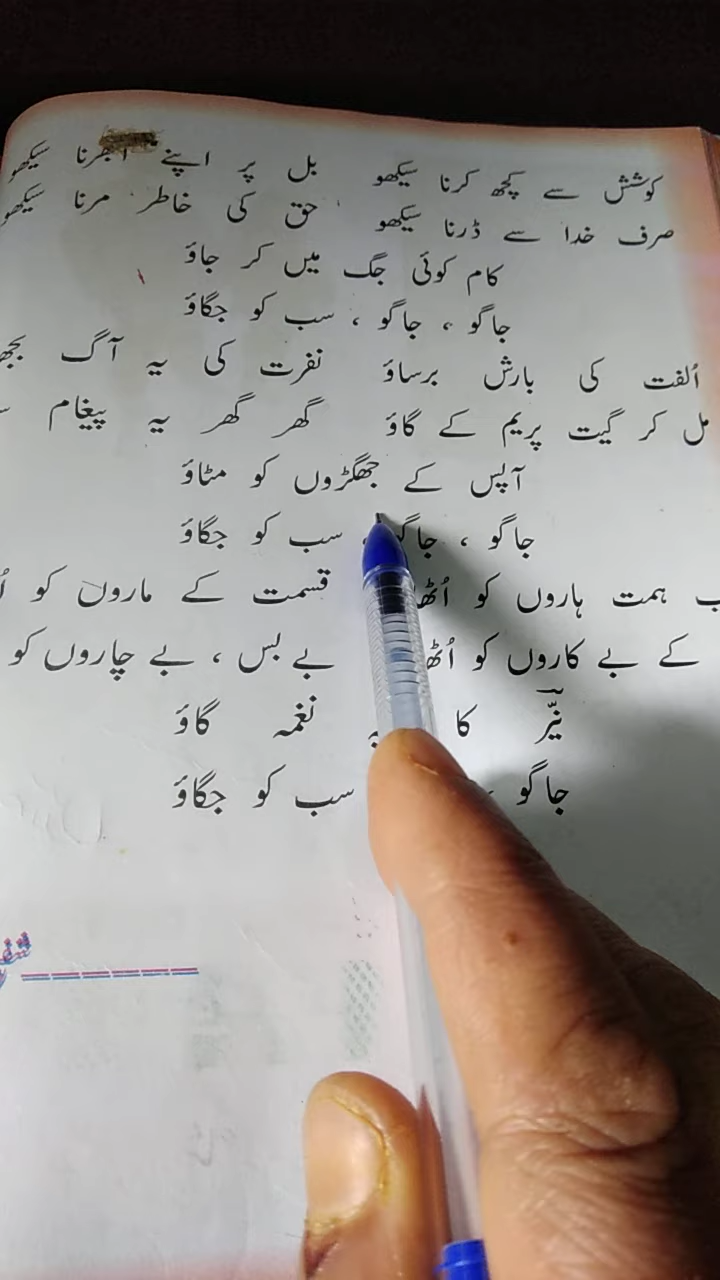 کوشش سے کچھ کرنا سیکھو بل پر اپنے ابھرنا سیکھو
صرف خدا سے ڈرنا سیکھو حق کی خاطر مرنا سیکھو
کام کوئی جگ میں کر جاؤ
جاگو ، جاگو ، سب کو جگاؤ
اُلفت کی بارش برساؤ نفرت کی یہ آگ
مل کر گیت پریم کے گاؤ گھر گھر یہ پیغام
آپس کے جھگڑوں کو مٹاؤ
جاگو ، جاگو ، سب کو جگاؤ
ہمت ہاروں کو قسمت کے ماروں کو
کے بے کاروں کو بے بس ، بے چاروں کو
نیّر کا نغمہ گاؤ
جاگو سب کو جگاؤ